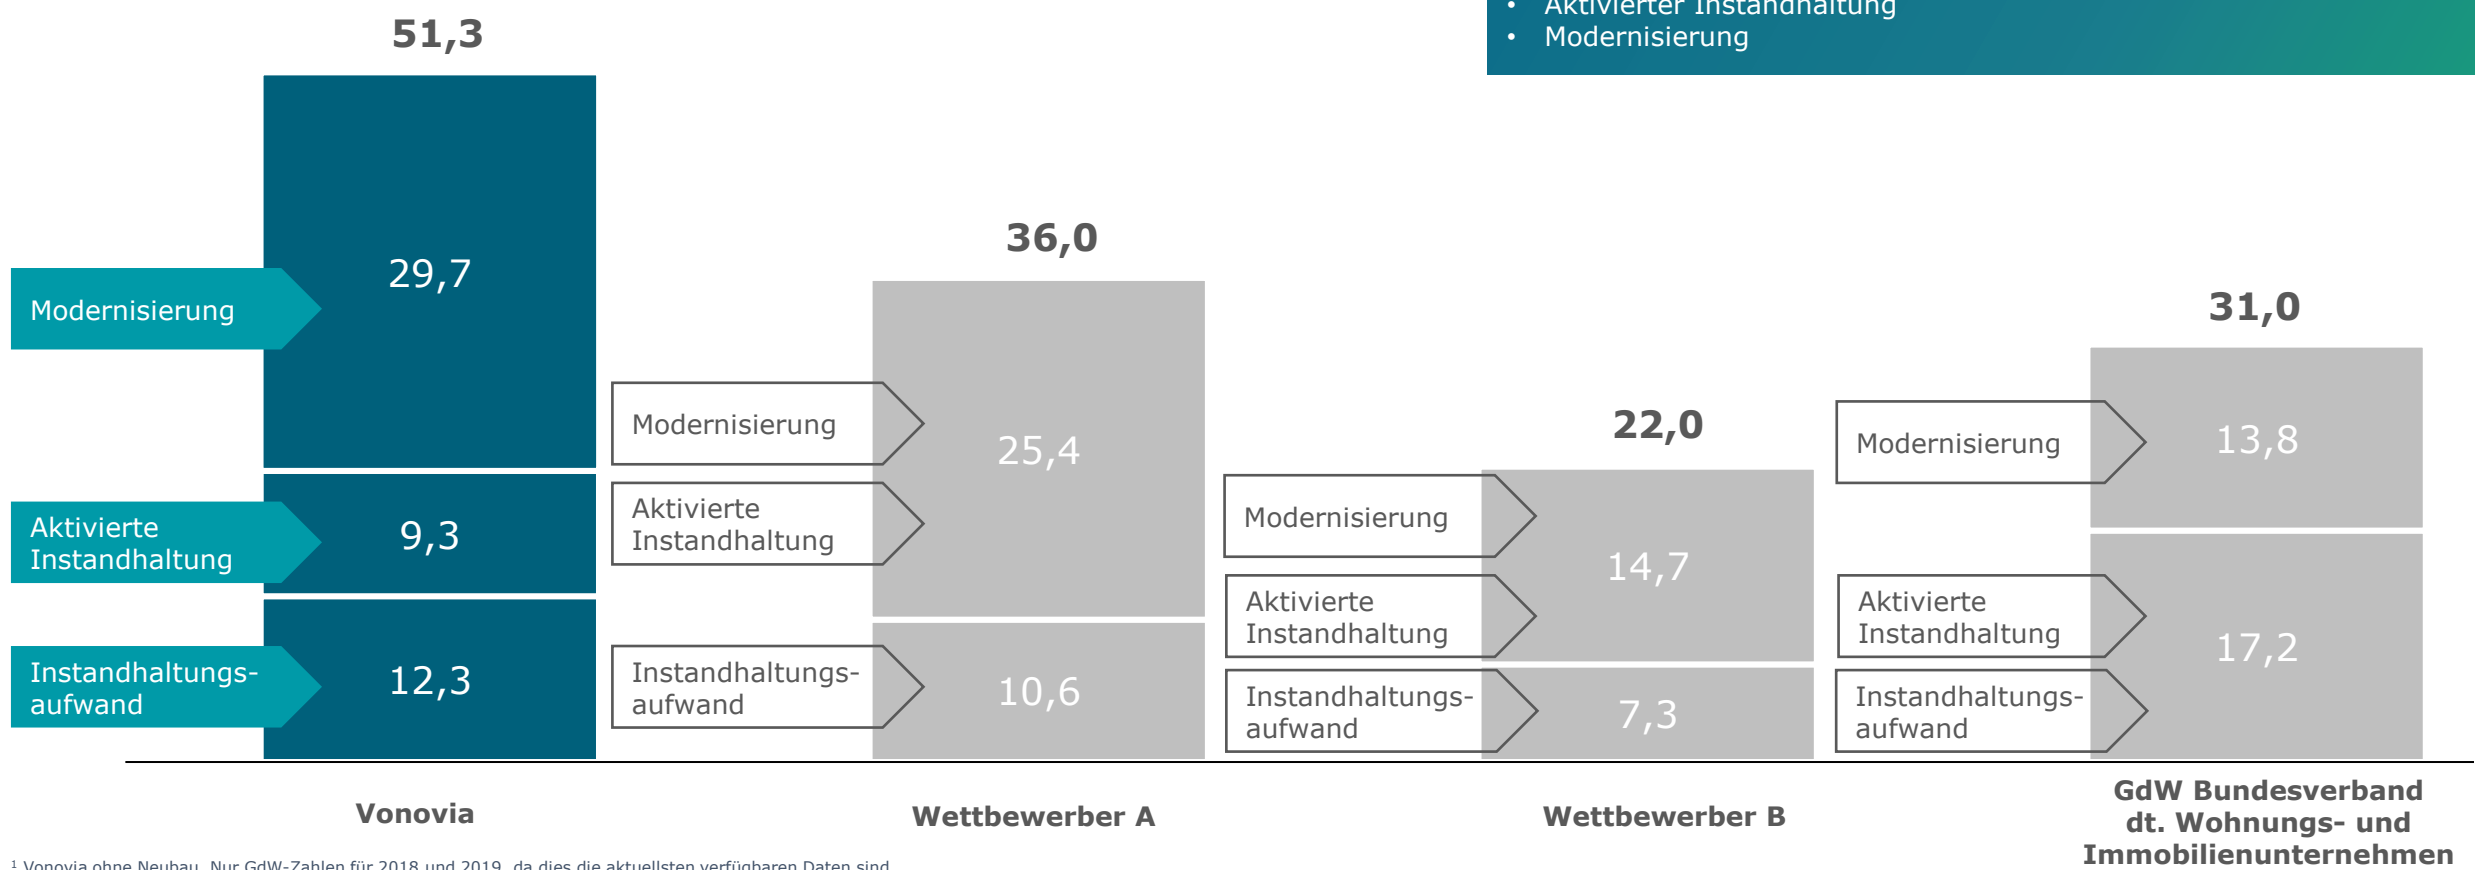 • Aktivierter Instandhaltung
• Modernisierung
51,3
29,7
Modernisierung
Aktivierte
Instandhaltung
9,3
Instandhaltungs-
aufwand
12,3
Vonovia
36,0
Modernisierung
25,4
Aktivierte
Instandhaltung
Instandhaltungs-
aufwand
10,6
Wettbewerber A
22,0
Modernisierung
14,7
Aktivierte
Instandhaltung
Instandhaltungs-
aufwand
7,3
Wettbewerber B
31,0
Modernisierung
13,8
Aktivierte
Instandhaltung
17,2
Instandhaltungs-
aufwand
GdW Bundesverband
dt. Wohnungs- und
Immobilienunternehmen
¹ Vonovia ohne Neubau. Nur GdW-Zahlen für 2018 und 2019, da dies die aktuellsten verfügbaren Daten sind